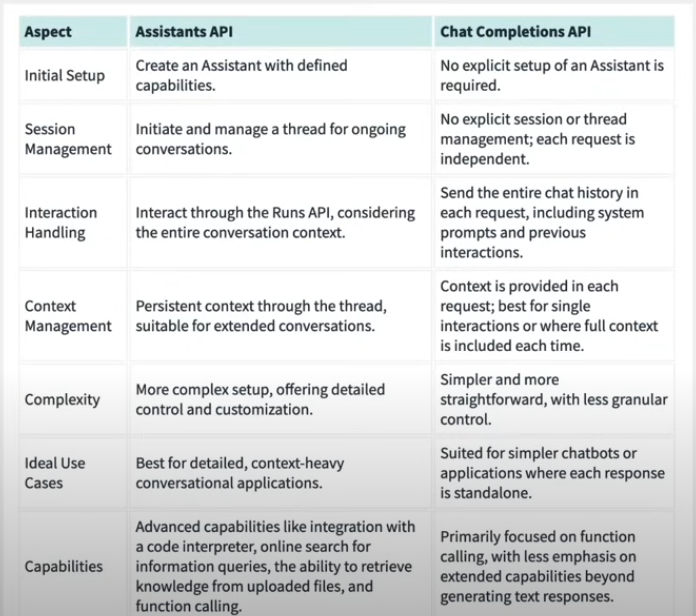 Aspect Assistants API Chat Completions API
Initial Setup
Create an Assistant with defined
capabilities.
No explicit setup of an Assistant is
required.
Session
Management
Initiate and manage a thread for ongoing
conversations.
No explicit session or thread
management; each request is
independent.
Interaction
Handling
Interact through the Runs API, considering
the entire conversation context.
Send the entire chat history in
each request, including system
prompts and previous
interactions.
Context
Management
Persistent context through the thread,
suitable for extended conversations.
Context is provided in each
request; best for single
interactions or where full context
is included each time.
Complexity
More complex setup, offering detailed
control and customization.
Simpler and more
straightforward, with less granular
control.
Ideal Use
Cases
Best for detailed, context-heavy
conversational applications.
Suited for simpler chatbots or
applications where each response
is standalone.
Capabilities
Advanced capabilities like integration with
a code interpreter, online search for
information queries, the ability to retrieve
knowledge from uploaded files, and
function calling.
Primarily focused on function
calling, with less emphasis on
extended capabilities beyond
generating text responses.